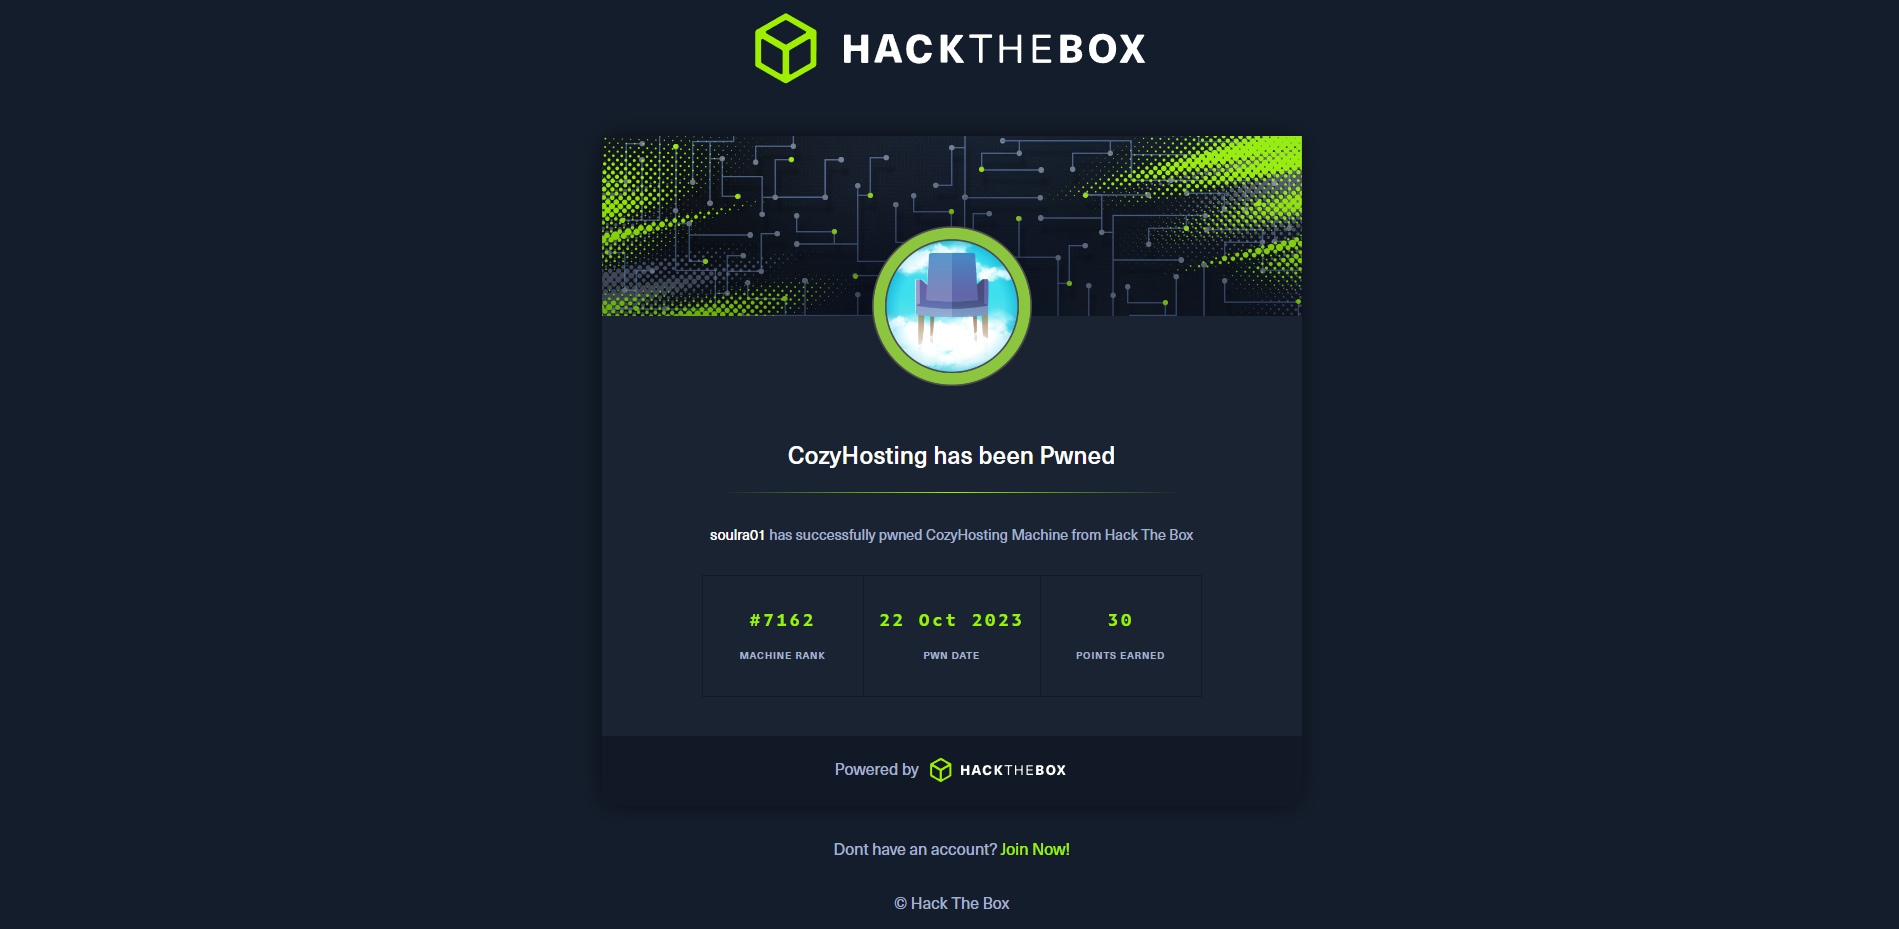 HACKTHEBOX
CozyHosting has been Pwned
soulra01 has successfully pwned CozyHosting Machine from Hack The Box
#7162 22 Oct 2023 30
MACHINE RANK PWN DATE POINTS EARNED
Powered by HACKTHEBOX
Dont have an account? Join Now!
© Hack The Box